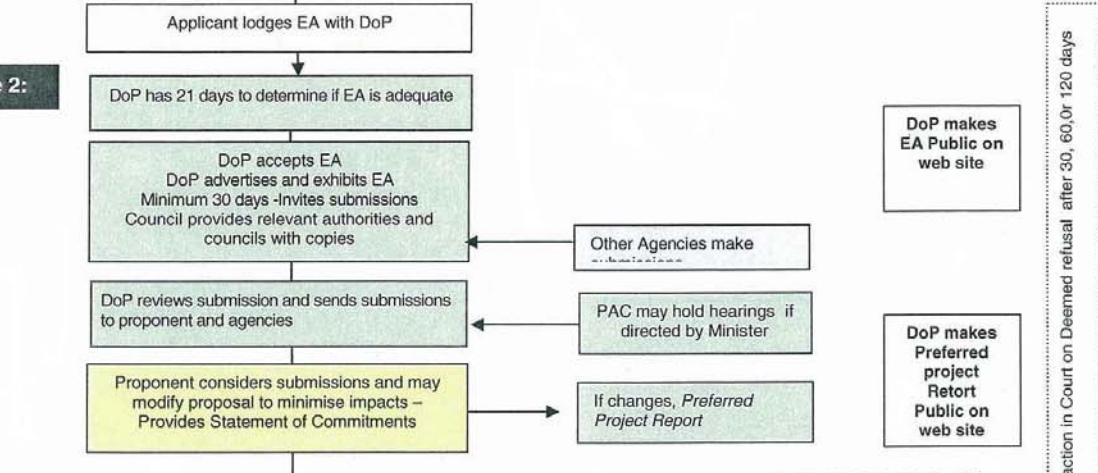 Applicant lodges EA with DoP
2:
DoP has 21 days to determine if EA is adequate
DoP accepts EA
DoP advertises and exhibits EA
Minimum 30 days -Invites submissions
Council provides relevant authorities and
councils with copies
Other Agencies make
DoP makes
EA Public on
web site
DoP reviews submission and sends submissions
to proponent and agencies
PAC may hold hearings if
directed by Minister
Proponent considers submissions and may
modify proposal to minimise impacts –
Provides Statement of Commitments
If changes, Preferred
Project Report
DoP makes
Preferred
project
Retort
Public on
web site
action in Court on Deemed refusal after 30, 60,0r 120 days